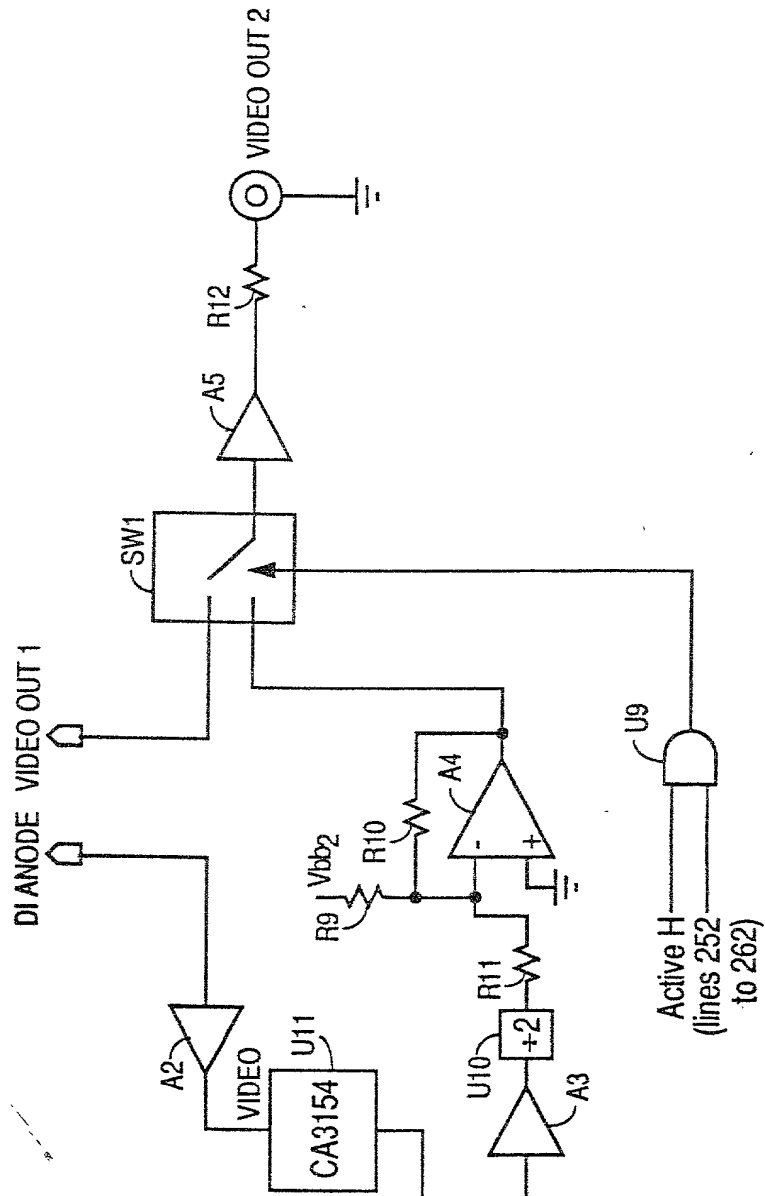 DI ANODE
VIDEO OUT 1
A2
VIDEO
U11
CA3154
SW1
A5
R12
VIDEO OUT 2
Vbb2
R9
R10
A4
-
+
R11
U10
÷2
A3
U9
Active H
(lines 252
to 262)